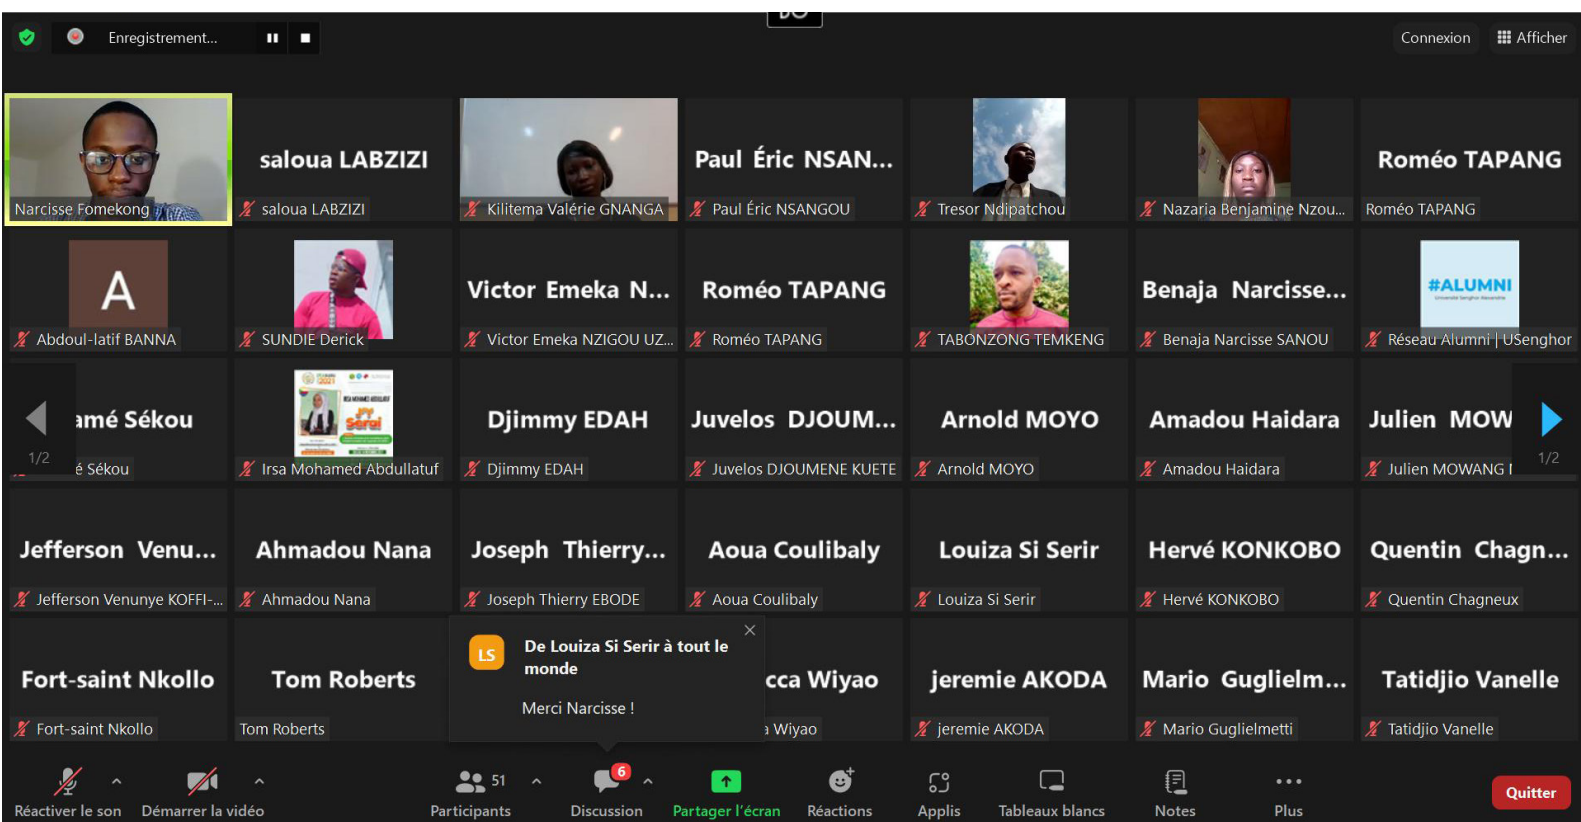 DO
Enregistrement...
Connexion
Afficher
saloua LABZIZI
Paul Éric NSAN...
Roméo TAPANG
Narcisse Fomekong
saloua LABZIZI
Kilitema Valérie GNANGA
Paul Éric NSANGOU
Tresor Ndipatchou
Nazaria Benjamine Nzou...
Roméo TAPANG
A
Victor Emeka N...
Roméo TAPANG
Benaja Narcisse...
#ALUMNI
Abdoul-latif BANNA
SUNDIE Derick
Victor Emeka NZIGOU UZ...
Roméo TAPANG
TABONZONG TEMKENG
Benaja Narcisse SANOU
Réseau Alumni | USenghor
amé Sékou
2021
Serai
Djimmy EDAH
Juvelos DJOUM...
Arnold MOYO
Amadou Haidara
Julien MOW
1/2
é Sékou
Irsa Mohamed Abdullatuf
Djimmy EDAH
Juvelos DJOUMENE KUETE
Arnold MOYO
Amadou Haidara
Julien MOWANG
1/2
Jefferson Venu...
Ahmadou Nana
Joseph Thierry...
Aoua Coulibaly
Louiza Si Serir
Hervé KONKOBO
Quentin Chagn...
Jefferson Venunye KOFFI-...
Ahmadou Nana
Joseph Thierry EBODE
Aoua Coulibaly
Louiza Si Serir
Hervé KONKOBO
Quentin Chagneux
Fort-saint Nkollo
Tom Roberts
LS
De Louiza Si Serir à tout le
monde
Merci Narcisse !
cca Wiyao
jeremie AKODA
Mario Guglielm...
Tatidjio Vanelle
Fort-saint Nkollo
Tom Roberts
a Wiyao
jeremie AKODA
Mario Guglielmetti
Tatidjio Vanelle
51
6
Réactiver le son
Démarrer la vidéo
Participants
Discussion
Partager l'écran
Réactions
Applis
Tableaux blancs
Notes
Plus
Quitter